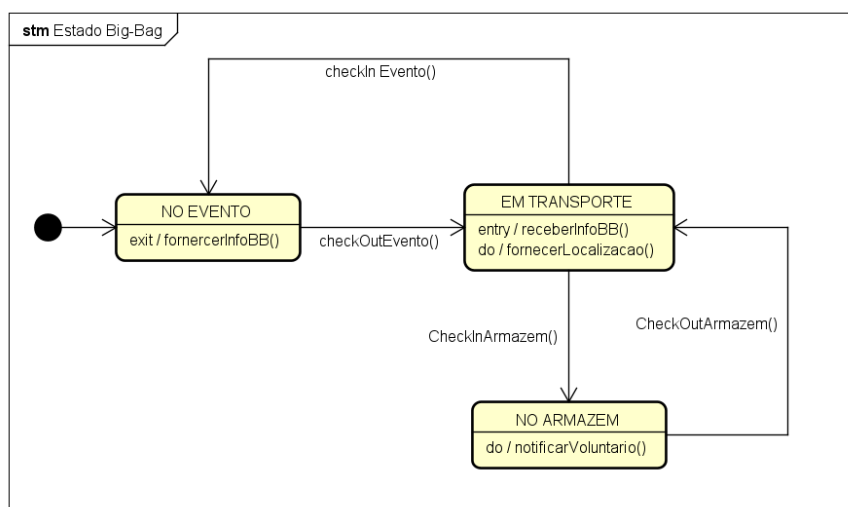 stm Estado Big-Bag
checkIn Evento()
NO EVENTO
exit / fornercerInfoBB()
checkOutEvento()
EM TRANSPORTE
entry / receberInfoBB()
do / fornecerLocalizacao()
CheckInArmazem()
CheckOutArmazem()
NO ARMAZEM
do / notificarVoluntario()